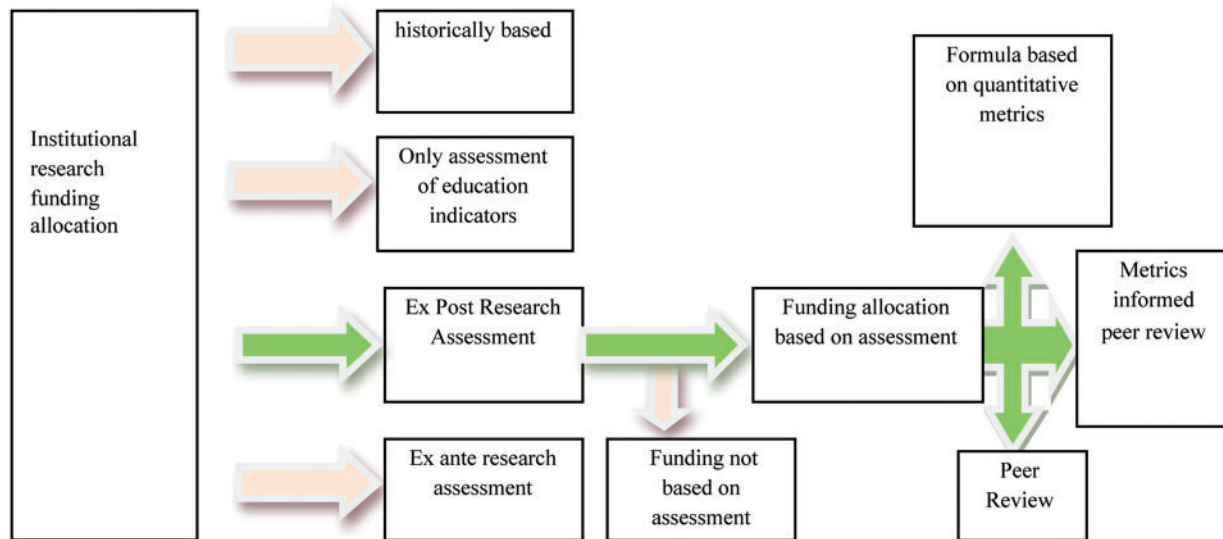 Institutional
research
funding
allocation
historically based
Only assessment
of education
indicators
Ex Post Research
Assessment
Ex ante research
assessment
Funding not
based on
assessment
Funding allocation
based on assessment
Formula based
on quantitative
metrics
Metrics
informed
peer review
Peer
Review